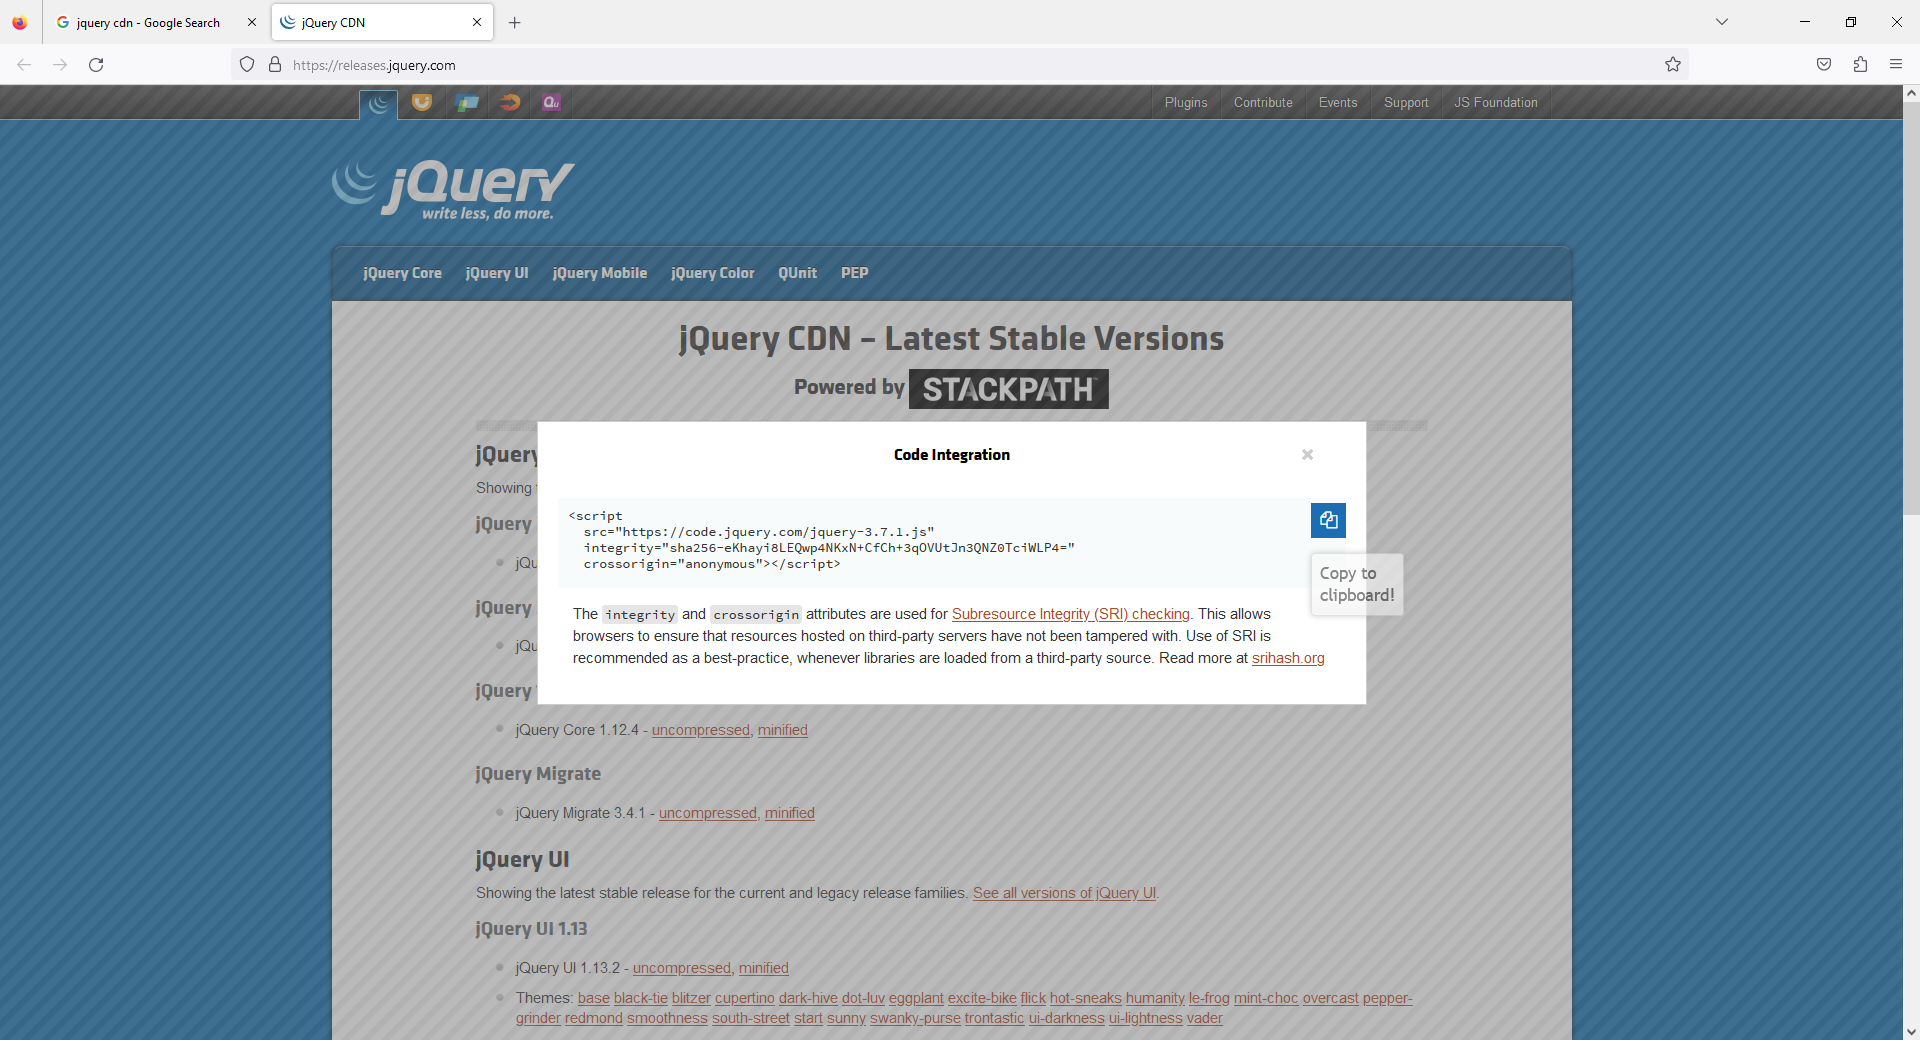 jquery cdn - Google Search
jQuery CDN
https://releases.jquery.com
Qu
Plugins
Contribute
Events
Support
JS Foundation
jQuery
write less, do more.
jQuery Core
jQuery UI
jQuery Mobile
jQuery Color
QUnit
PEP
jQuery CDN – Latest Stable Versions
Powered by STACKPATH
jQuery
Code Integration
Showing
jQuery
<script
src="https://code.jquery.com/jquery-3.7.1.js"
integrity="sha256-eKhayi8LEQwp4NKxN+CfCh+3qOVUtJn3QNZ0TciWLP4="
crossorigin="anonymous"></script>
jQu
Copy to
clipboard!
jQuery
The integrity and crossorigin attributes are used for Subresource Integrity (SRI) checking. This allows
browsers to ensure that resources hosted on third-party servers have not been tampered with. Use of SRI is
jQu
recommended as a best-practice, whenever libraries are loaded from a third-party source. Read more at srihash.org
jQuery
jQuery Core 1.12.4 - uncompressed, minified
jQuery Migrate
jQuery Migrate 3.4.1 - uncompressed, minified
jQuery UI
Showing the latest stable release for the current and legacy release families. See all versions of jQuery UI.
jQuery UI 1.13
jQuery UI 1.13.2 - uncompressed, minified
Themes: base black-tie blitzer cupertino dark-hive dot-luv eggplant excite-bike flick hot-sneaks humanity le-frog mint-choc overcast pepper-
grinder redmond smoothness south-street start sunny swanky-purse trontastic ui-darkness ui-lightness vader